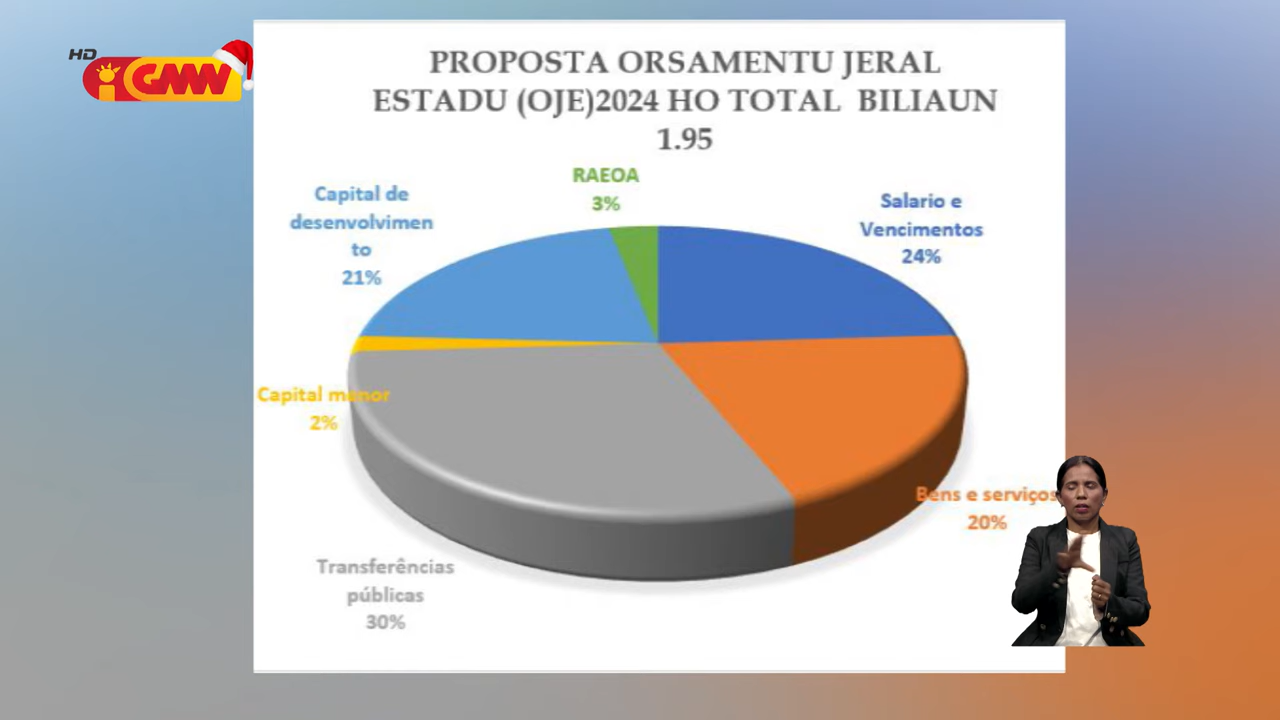 HD
GMN
PROPOSTA ORSAMENTU JERAL
ESTADU (OJE)2024 HO TOTAL BILIAUN
1.95
RAEOA
3%
Capital de
desenvolvimen
to
21%
Salario e
Vencimentos
24%
Capital menor
2%
Bens e serviços
20%
Transferências
públicas
30%